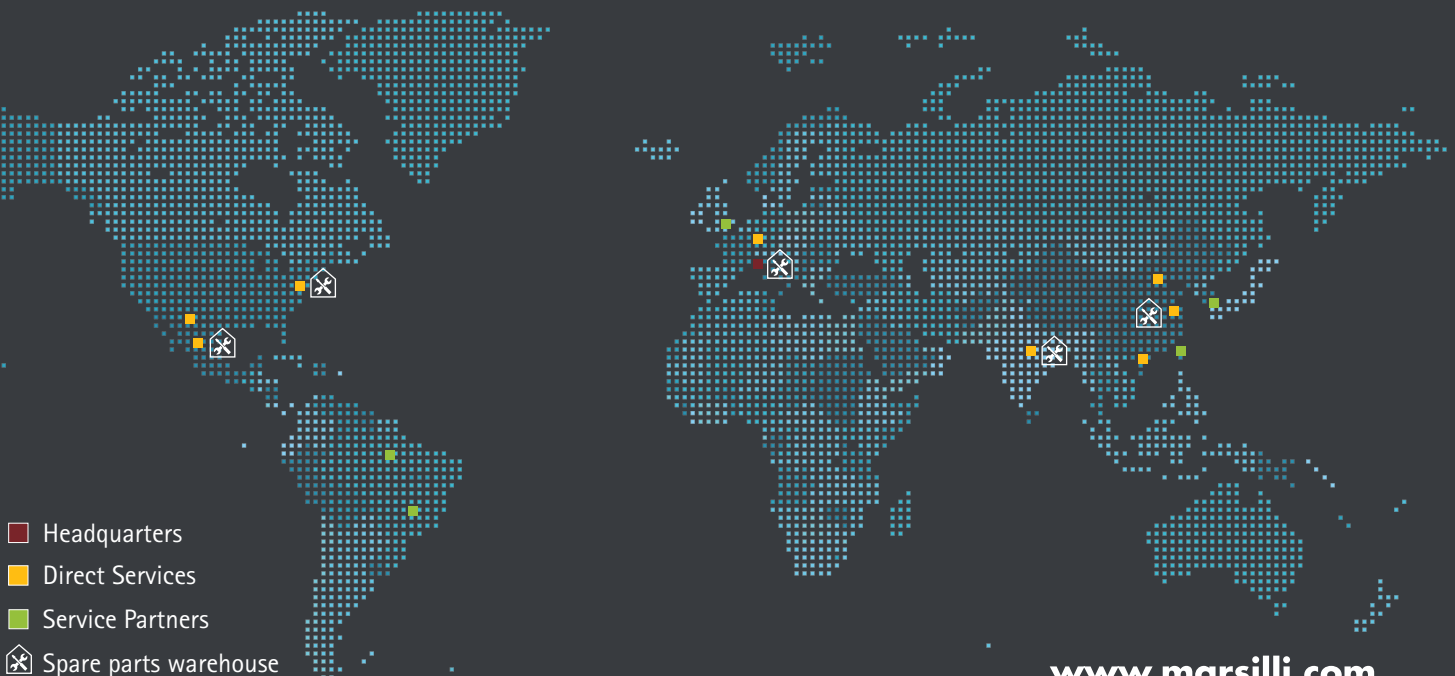 Headquarters
Direct Services
Service Partners
Spare parts warehouse
www.marsilli.com